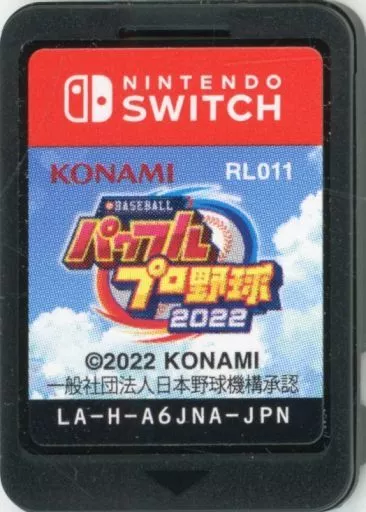 NINTENDO
SWITCH
KONAMI RL011
BASEBALL
パワフル
プロ野球
2022
©2022 KONAMI
一般社団法人日本野球機構承認
LA-H-A6JNA-JPN